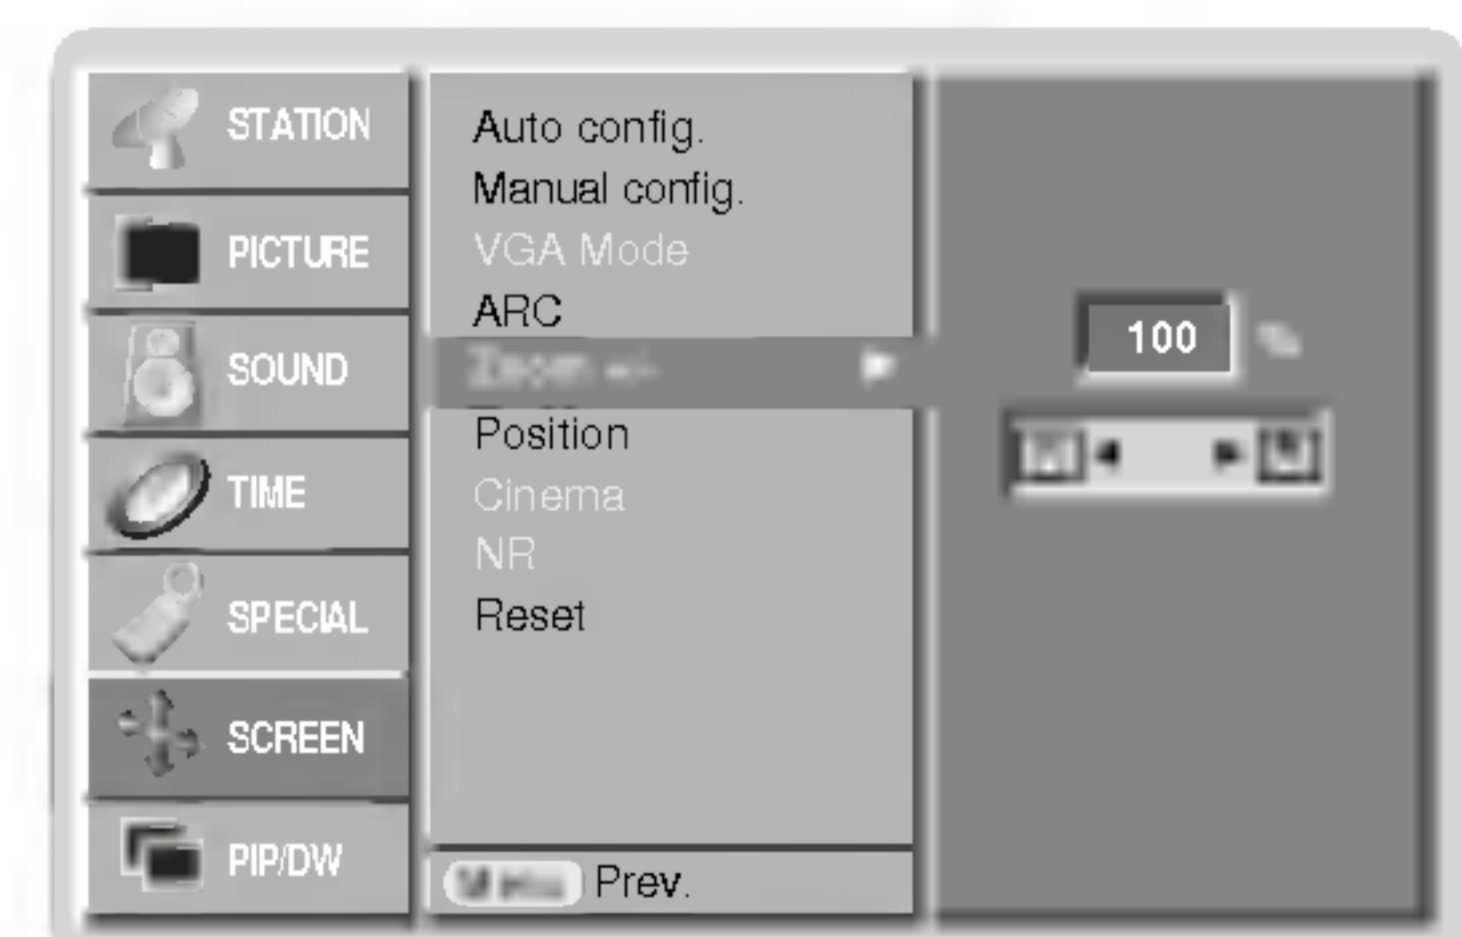 STATION
PICTURE
SOUND
TIME
SPECIAL
SCREEN
PIP/DW
Auto config.
Manual config.
VGA Mode
ARC
Zoom +/-
Position
Cinema
NR
Reset
Prev.
100